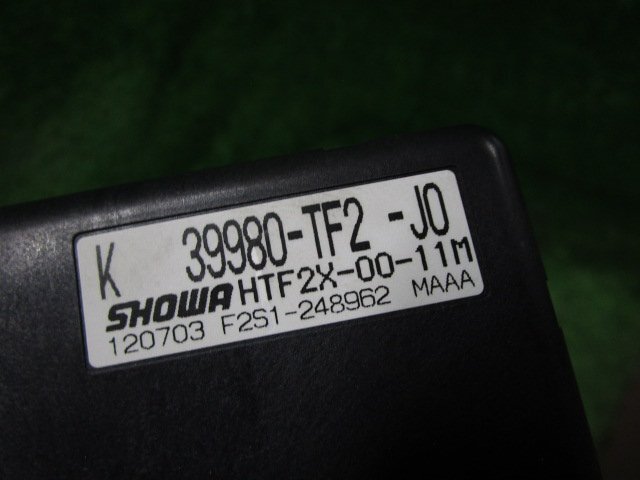 K 39980-TF2 -J0
SHOWA HTF2X-00-11M
120703 F2S1-248962 MAAA